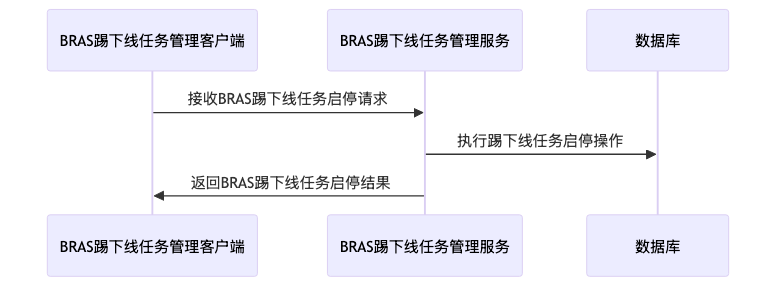 BRAS踢下线任务管理客户端
BRAS踢下线任务管理服务
数据库
接收BRAS踢下线任务启停请求
执行踢下线任务启停操作
返回BRAS踢下线任务启停结果
BRAS踢下线任务管理客户端
BRAS踢下线任务管理服务
数据库